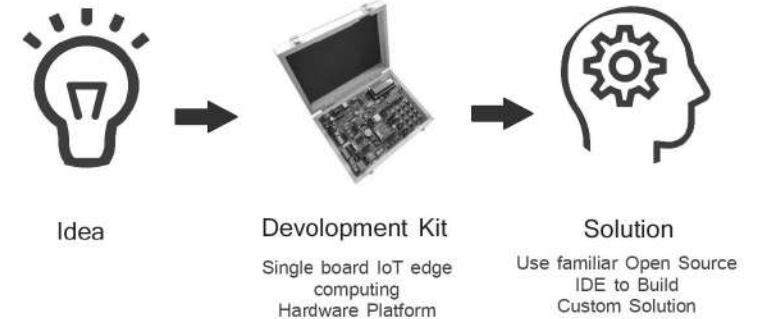 Idea
Devolopment Kit
Single board IoT edge
computing
Hardware Platform
Solution
Use familiar Open Source
IDE to Build
Custom Solution